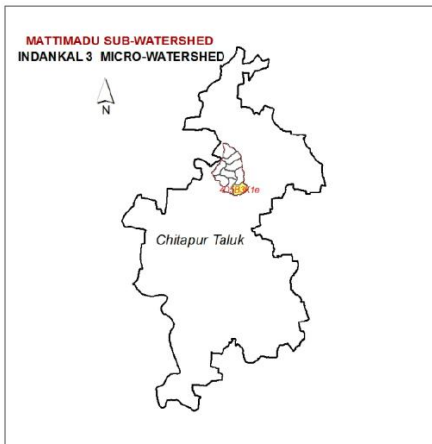 MATTIMADU SUB-WATERSHED
INDANKAL 3 MICRO-WATERSHED
N
Chitapur Taluk